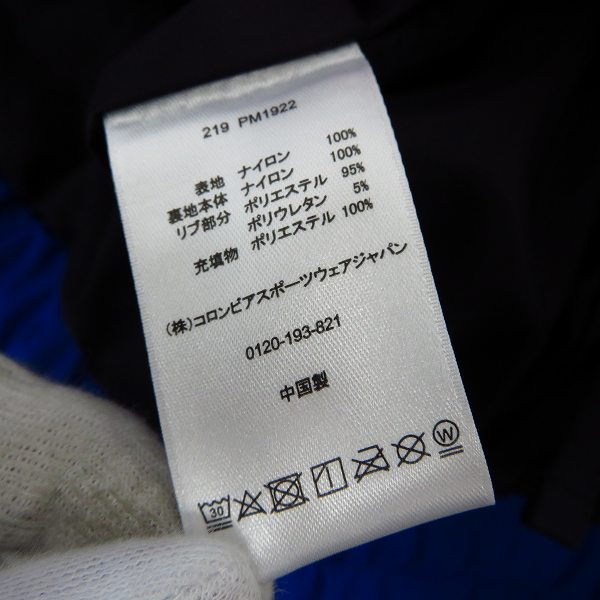 219 PM1922
表地 ナイロン 100%
裏地本体 ナイロン 100%
リブ部分 ポリエステル 95%
ポリウレタン 5%
充填物 ポリエステル 100%
(株)コロンビアスポーツウェアジャパン
0120-193-821
中国製
30 W